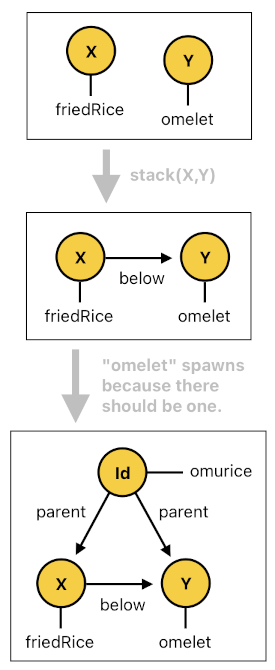 X
Y
friedRice
omelet
stack(X,Y)
X
Y
below
friedRice
omelet
"omelet" spawns
because there
should be one.
Id
omurice
parent
parent
X
Y
below
friedRice
omelet